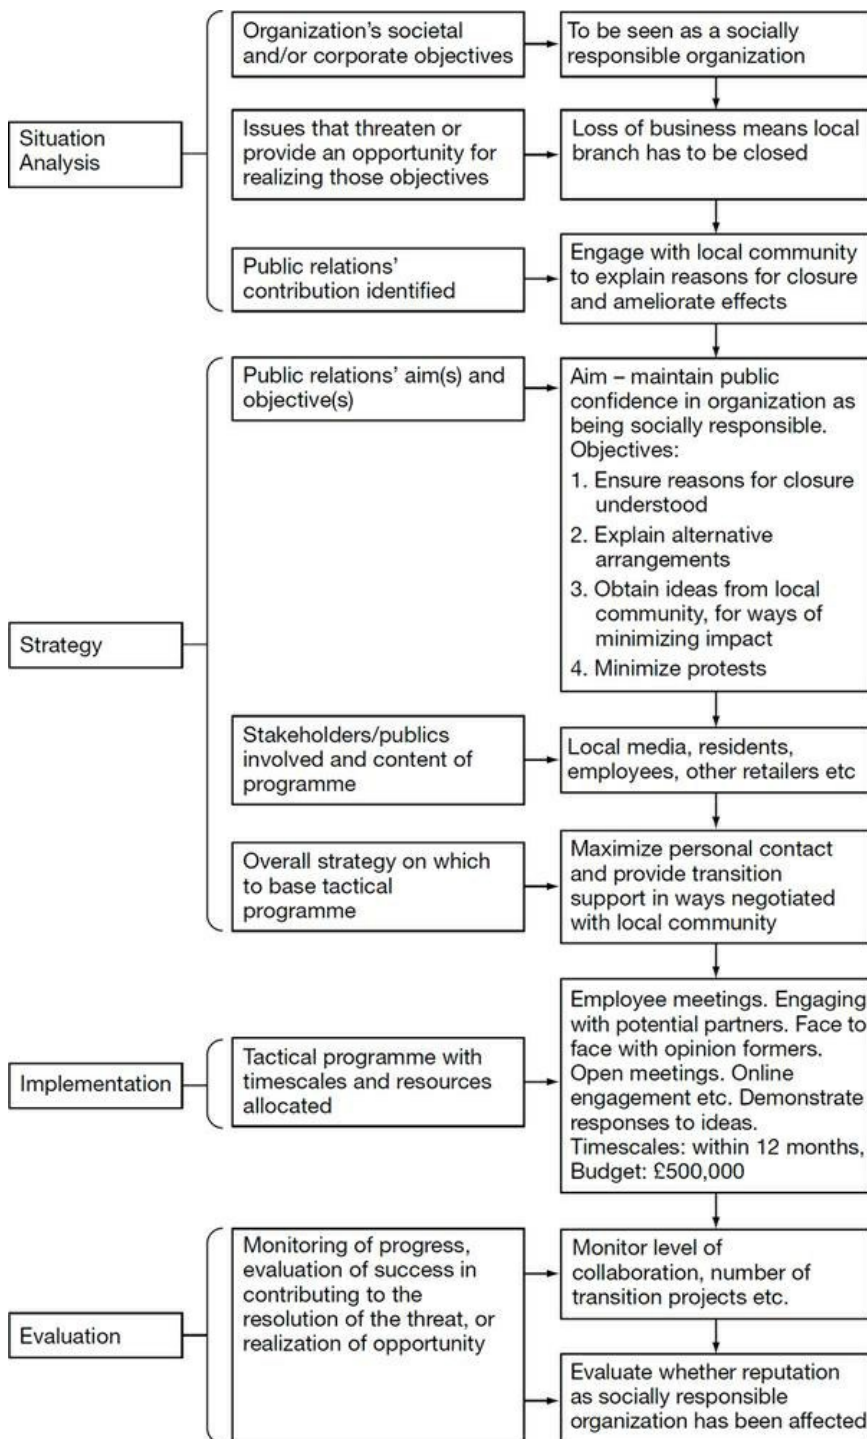 Situation
Analysis
Organization's societal
and/or corporate objectives
To be seen as a socially
responsible organization
Issues that threaten or
provide an opportunity for
realizing those objectives
Loss of business means local
branch has to be closed
Public relations'
contribution identified
Engage with local community
to explain reasons for closure
and ameliorate effects
Strategy
Public relations' aim(s) and
objective(s)
Aim – maintain public
confidence in organization as
being socially responsible.
Objectives:
1. Ensure reasons for closure
understood
2. Explain alternative
arrangements
3. Obtain ideas from local
community, for ways of
minimizing impact
4. Minimize protests
Stakeholders/publics
involved and content of
programme
Local media, residents,
employees, other retailers etc
Overall strategy on which
to base tactical
programme
Maximize personal contact
and provide transition
support in ways negotiated
with local community
Implementation
Tactical programme with
timescales and resources
allocated
Employee meetings. Engaging
with potential partners. Face to
face with opinion formers.
Open meetings. Online
engagement etc. Demonstrate
responses to ideas.
Timescales: within 12 months,
Budget: £500,000
Evaluation
Monitoring of progress,
evaluation of success in
contributing to the
resolution of the threat, or
realization of opportunity
Monitor level of
collaboration, number of
transition projects etc.
Evaluate whether reputation
as socially responsible
organization has been affected